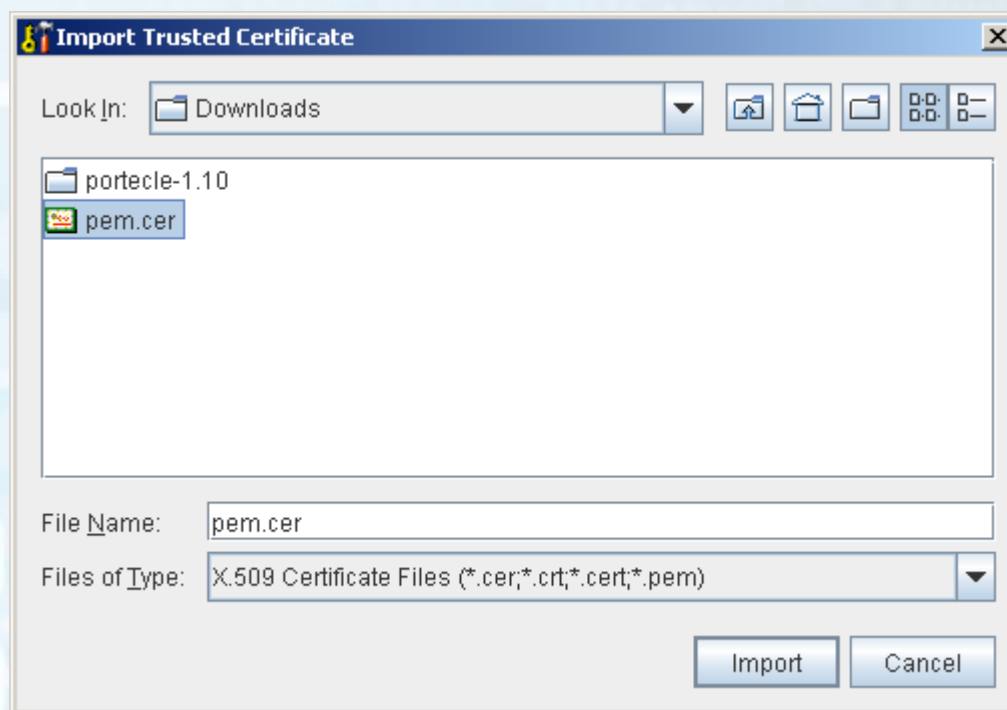 Import Trusted Certificate
Look In: Downloads
portecle-1.10
pem.cer
File Name: pem.cer
Files of Type: X.509 Certificate Files (*.cer;*.crt;*.cert;*.pem)
Import Cancel